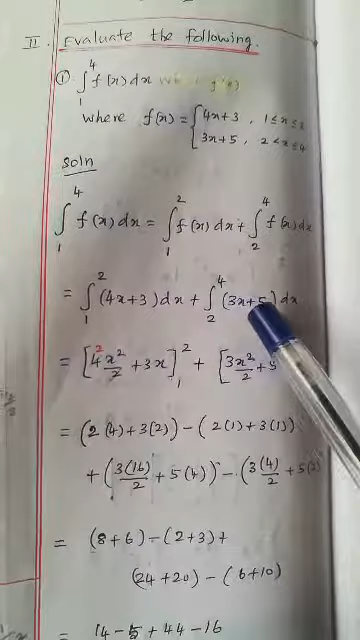 II. Evaluate the following.
① ∫₁⁴ f(x) dx
where f(x) = { 4x+3 , 1≤x≤2
3x+5 , 2<x≤4
Soln
∫₁⁴ f(x) dx = ∫₁² f(x) dx + ∫₂⁴ f(x) dx
= ∫₁² (4x+3) dx + ∫₂⁴ (3x+5) dx
= [4x²/2 + 3x]₁² + [3x²/2 + 5
= (2(4) + 3(2)) − (2(1) + 3(1))
+ (3(16)/2 + 5(4)) − (3(4)/2 + 5(2)
= (8+6) − (2+3) +
(24+20) − (6+10)
= 14 − 5 + 44 − 16